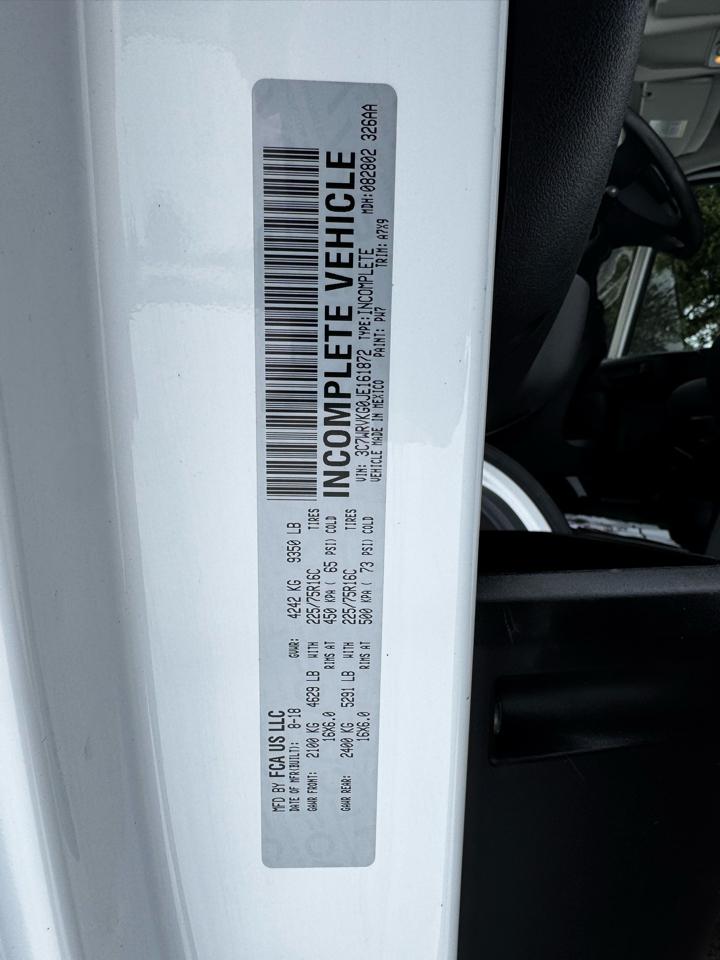 MFD BY FCA US LLC
DATE OF MFR(BUILT): 8-18 GVWR: 4242 KG 9350 LB
GAWR FRONT: 2100 KG 4629 LB WITH 225/75R16C TIRES
16X6.0 RIMS AT 450 KPA ( 65 PSI) COLD
GAWR REAR: 2400 KG 5291 LB WITH 225/75R16C TIRES
16X6.0 RIMS AT 500 KPA ( 73 PSI) COLD
INCOMPLETE VEHICLE
VIN: 3C7WRVKG0JE161872 TYPE:INCOMPLETE MDH:082802 326AA
VEHICLE MADE IN MEXICO PAINT: PW7 TRIM: A7X9